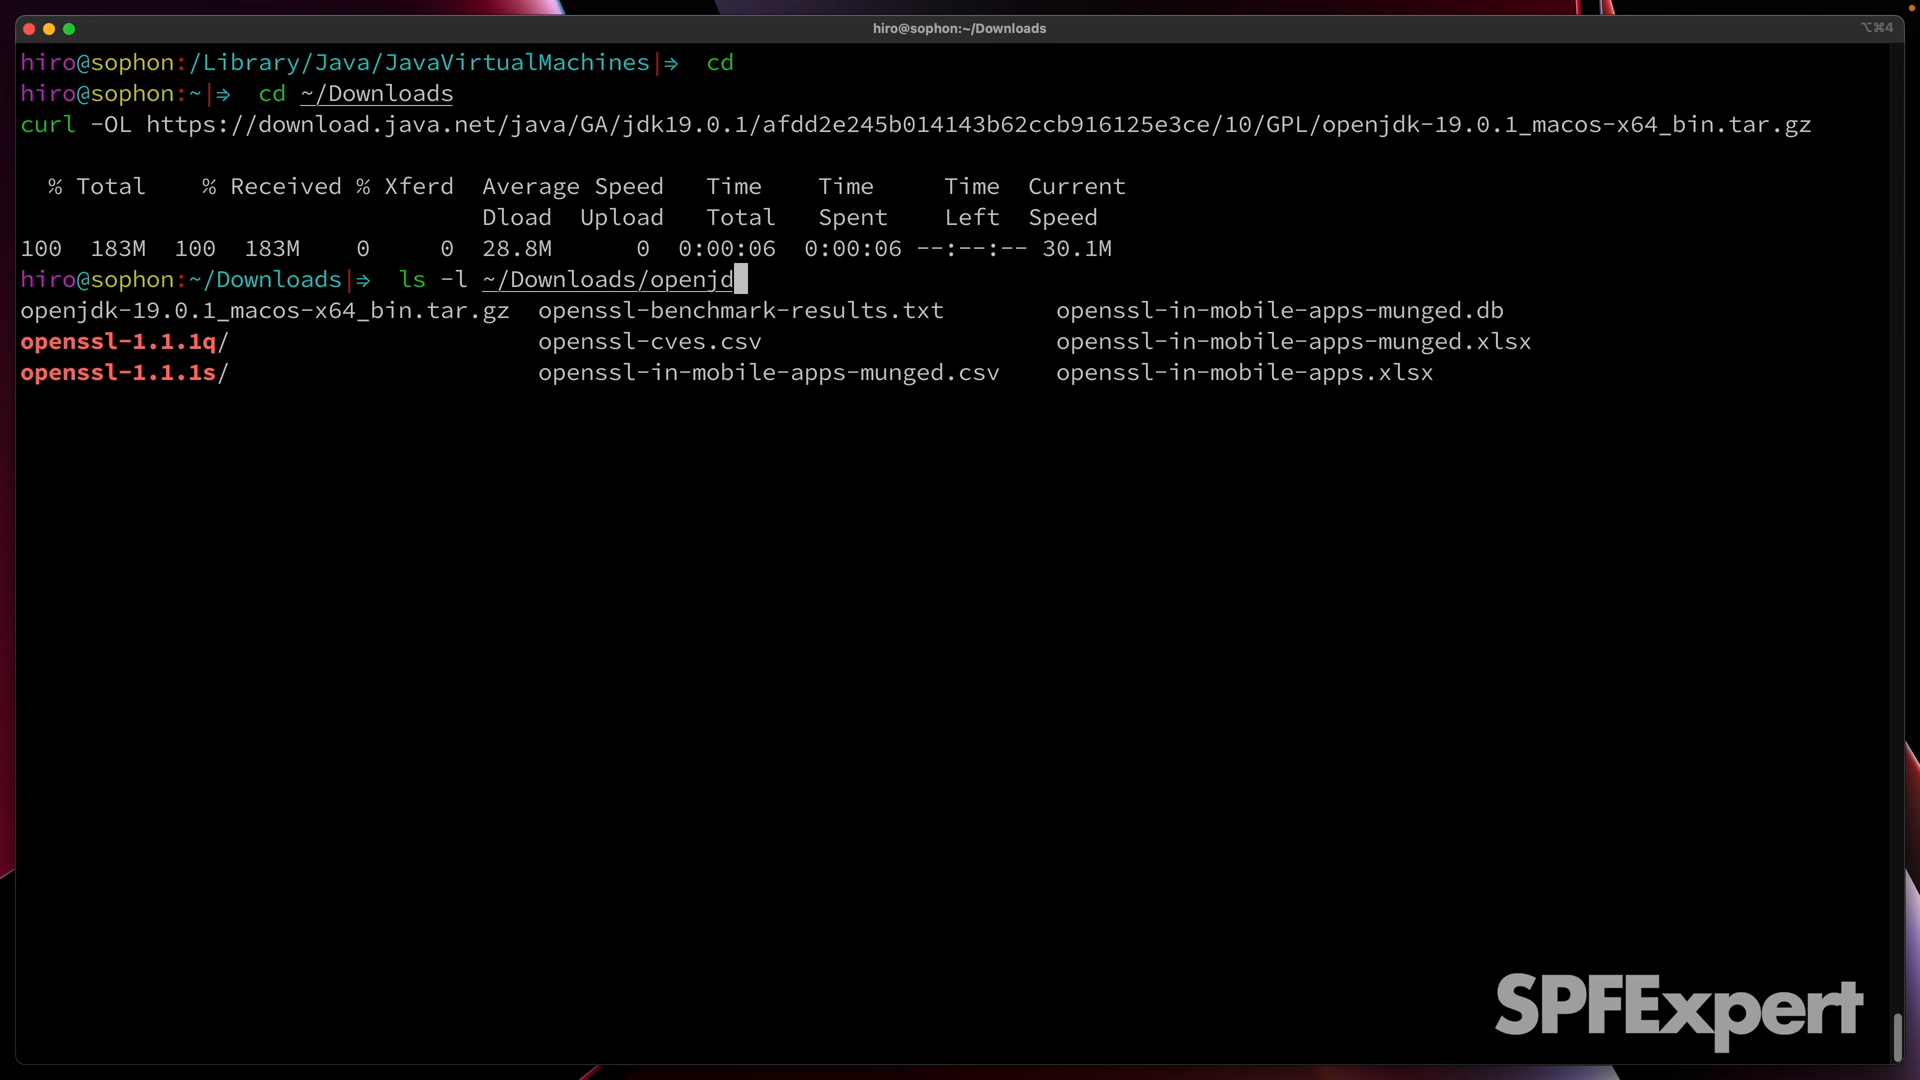 hiro@sophon:~/Downloads
⌥⌘4
hiro@sophon:/Library/Java/JavaVirtualMachines|⇒  cd
hiro@sophon:~|⇒  cd ~/Downloads
curl -OL https://download.java.net/java/GA/jdk19.0.1/afdd2e245b014143b62ccb916125e3ce/10/GPL/openjdk-19.0.1_macos-x64_bin.tar.gz
  % Total    % Received % Xferd  Average Speed   Time    Time     Time  Current
                                 Dload  Upload   Total   Spent    Left  Speed
100  183M  100  183M    0     0  28.8M      0  0:00:06  0:00:06 --:--:-- 30.1M
hiro@sophon:~/Downloads|⇒  ls -l ~/Downloads/openjd
openjdk-19.0.1_macos-x64_bin.tar.gz  openssl-benchmark-results.txt        openssl-in-mobile-apps-munged.db
openssl-1.1.1q/                      openssl-cves.csv                     openssl-in-mobile-apps-munged.xlsx
openssl-1.1.1s/                      openssl-in-mobile-apps-munged.csv    openssl-in-mobile-apps.xlsx
SPFExpert